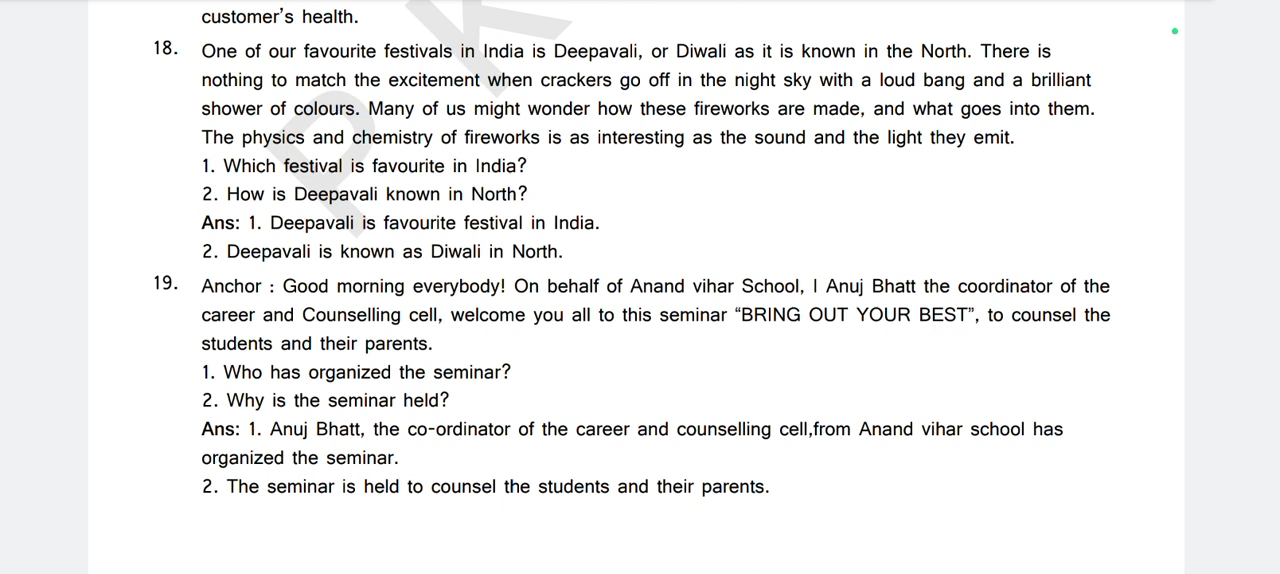 customer's health.
18. One of our favourite festivals in India is Deepavali, or Diwali as it is known in the North. There is
nothing to match the excitement when crackers go off in the night sky with a loud bang and a brilliant
shower of colours. Many of us might wonder how these fireworks are made, and what goes into them.
The physics and chemistry of fireworks is as interesting as the sound and the light they emit.
1. Which festival is favourite in India?
2. How is Deepavali known in North?
Ans: 1. Deepavali is favourite festival in India.
2. Deepavali is known as Diwali in North.
19. Anchor : Good morning everybody! On behalf of Anand vihar School, I Anuj Bhatt the coordinator of the
career and Counselling cell, welcome you all to this seminar “BRING OUT YOUR BEST”, to counsel the
students and their parents.
1. Who has organized the seminar?
2. Why is the seminar held?
Ans: 1. Anuj Bhatt, the co-ordinator of the career and counselling cell,from Anand vihar school has
organized the seminar.
2. The seminar is held to counsel the students and their parents.